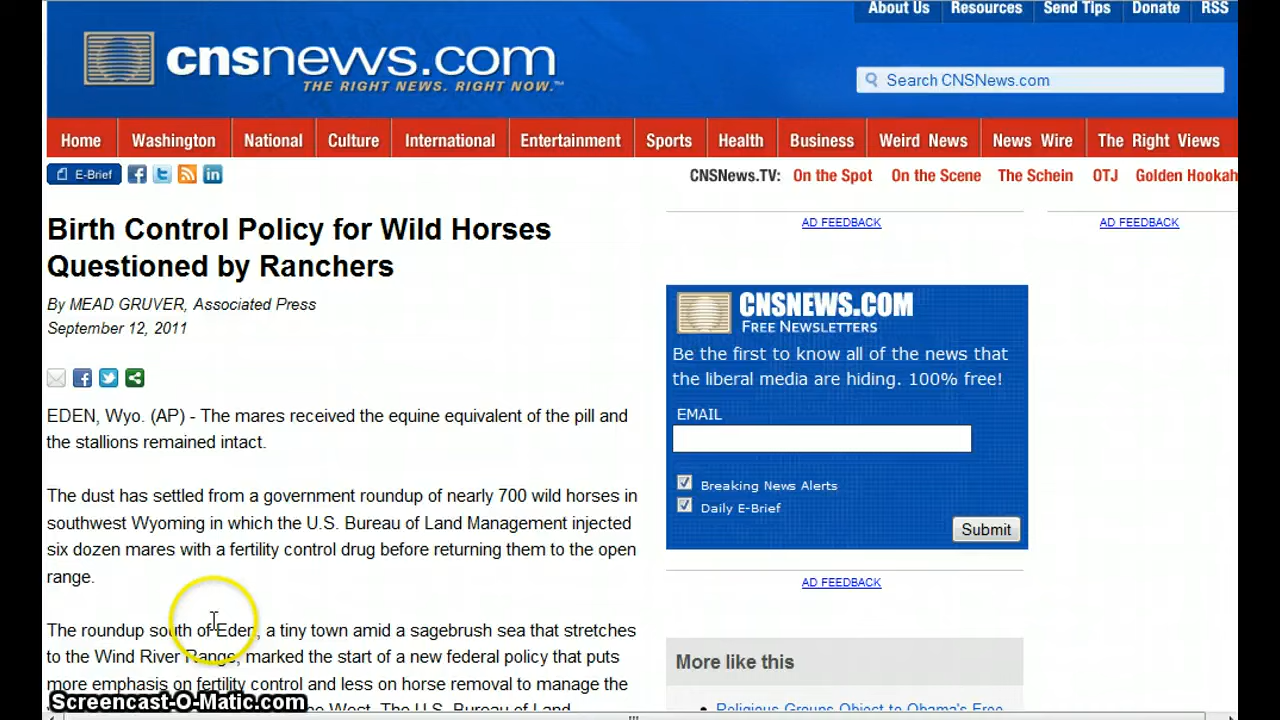 About Us Resources Send Tips Donate RSS
cnsnews.com
THE RIGHT NEWS. RIGHT NOW.™
Search CNSNews.com
Home Washington National Culture International Entertainment Sports Health Business Weird News News Wire The Right Views
E-Brief
CNSNews.TV: On the Spot On the Scene The Schein OTJ Golden Hookah
Birth Control Policy for Wild Horses
Questioned by Ranchers
By MEAD GRUVER, Associated Press
September 12, 2011
EDEN, Wyo. (AP) - The mares received the equine equivalent of the pill and
the stallions remained intact.
The dust has settled from a government roundup of nearly 700 wild horses in
southwest Wyoming in which the U.S. Bureau of Land Management injected
six dozen mares with a fertility control drug before returning them to the open
range.
The roundup south of Eden, a tiny town amid a sagebrush sea that stretches
to the Wind River Range, marked the start of a new federal policy that puts
more emphasis on fertility control and less on horse removal to manage the
the West. The U.S. Bureau of Land
Screencast-O-Matic.com
AD FEEDBACK
AD FEEDBACK
CNSNEWS.COM
FREE NEWSLETTERS
Be the first to know all of the news that
the liberal media are hiding. 100% free!
EMAIL
Breaking News Alerts
Daily E-Brief
Submit
AD FEEDBACK
More like this
Religious Groups Object to Obama's Free